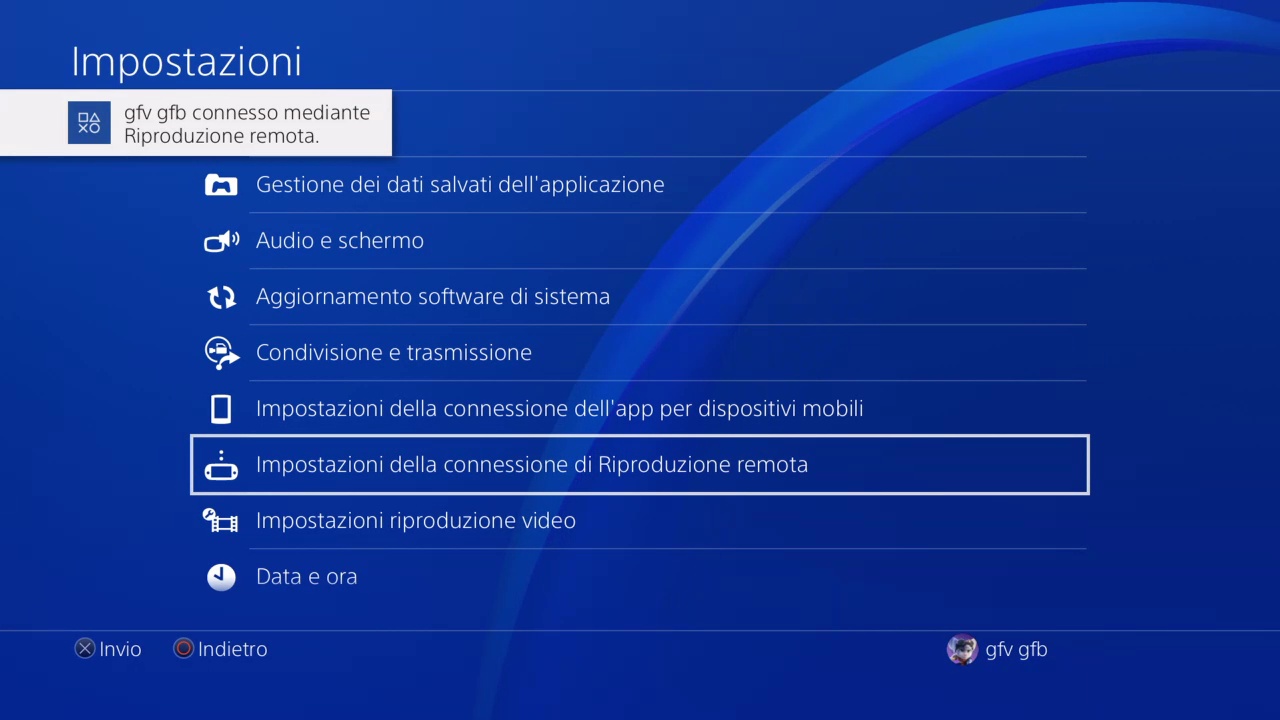 Impostazioni
gfv gfb connesso mediante
Riproduzione remota.
Gestione dei dati salvati dell'applicazione
Audio e schermo
Aggiornamento software di sistema
Condivisione e trasmissione
Impostazioni della connessione dell'app per dispositivi mobili
Impostazioni della connessione di Riproduzione remota
Impostazioni riproduzione video
Data e ora
Invio
Indietro
gfv gfb